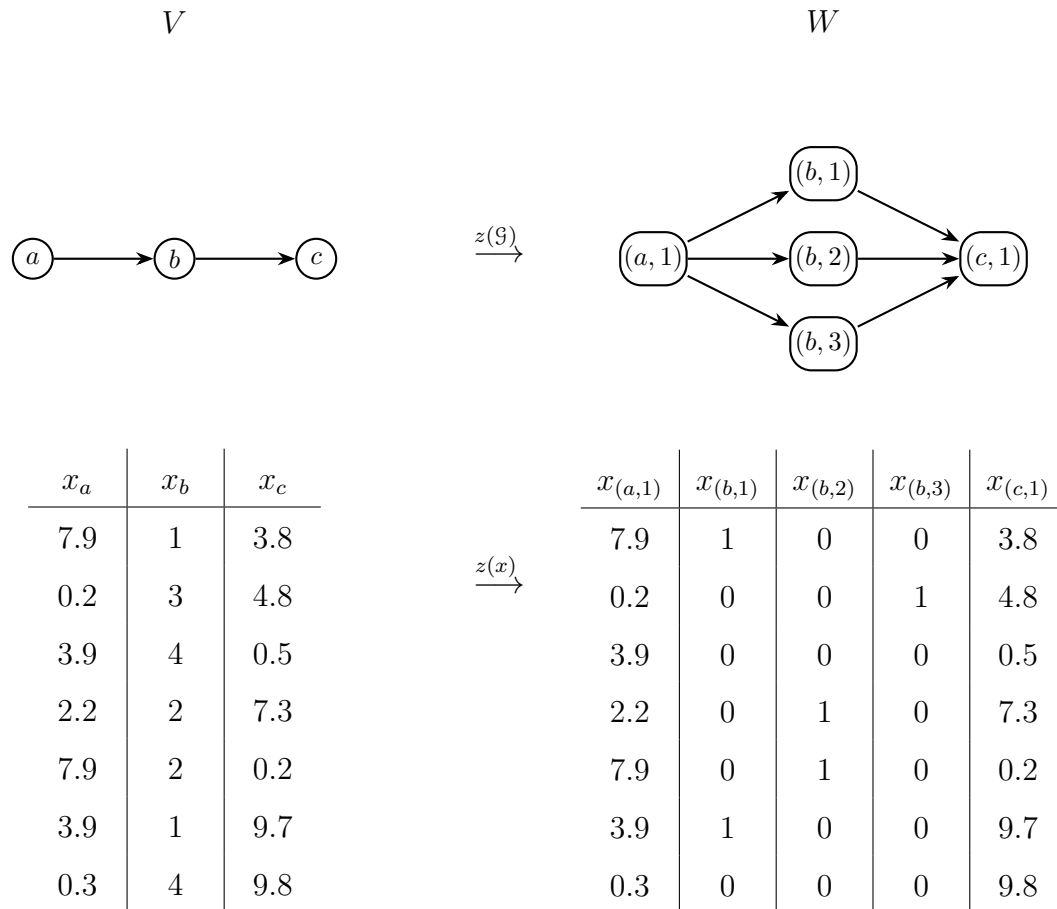 V W
(b, 1)
a b c z(𝒢) (a, 1) (b, 2) (c, 1)
(b, 3)
x_a x_b x_c x_(a,1) x_(b,1) x_(b,2) x_(b,3) x_(c,1)
7.9 1 3.8 7.9 1 0 0 3.8
z(x)
0.2 3 4.8 0.2 0 0 1 4.8
3.9 4 0.5 3.9 0 0 0 0.5
2.2 2 7.3 2.2 0 1 0 7.3
7.9 2 0.2 7.9 0 1 0 0.2
3.9 1 9.7 3.9 1 0 0 9.7
0.3 4 9.8 0.3 0 0 0 9.8